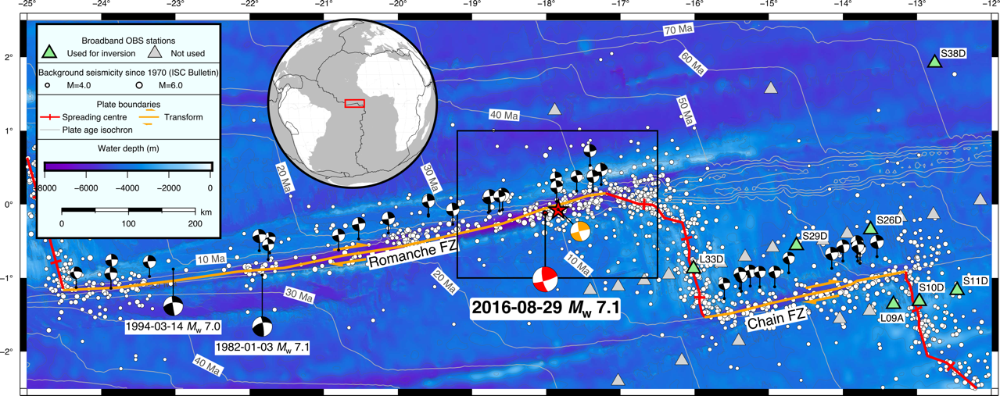 −25 −24 −23 −22 −21 −20 −19 −18 −17 −16 −15 −14 −13 −12
2°
1°
0°
−1°
−2°
Broadband OBS stations
Used for inversion Not used
Background seismicity since 1970 (ISC Bulletin)
M=4.0 M=6.0
Plate boundaries
Spreading centre Transform
Plate age isochron
Water depth (m)
−8000 −6000 −4000 −2000 0
km
0 100 200
70 Ma
60 Ma
50 Ma
40 Ma
30 Ma
20 Ma
10 Ma
10 Ma
20 Ma
30 Ma
40 Ma
S38D
S26D
S29D
L33D
S11D
S10D
L09A
Romanche FZ
Chain FZ
2016-08-29 Mw 7.1
1994-03-14 Mw 7.0
1982-01-03 Mw 7.1